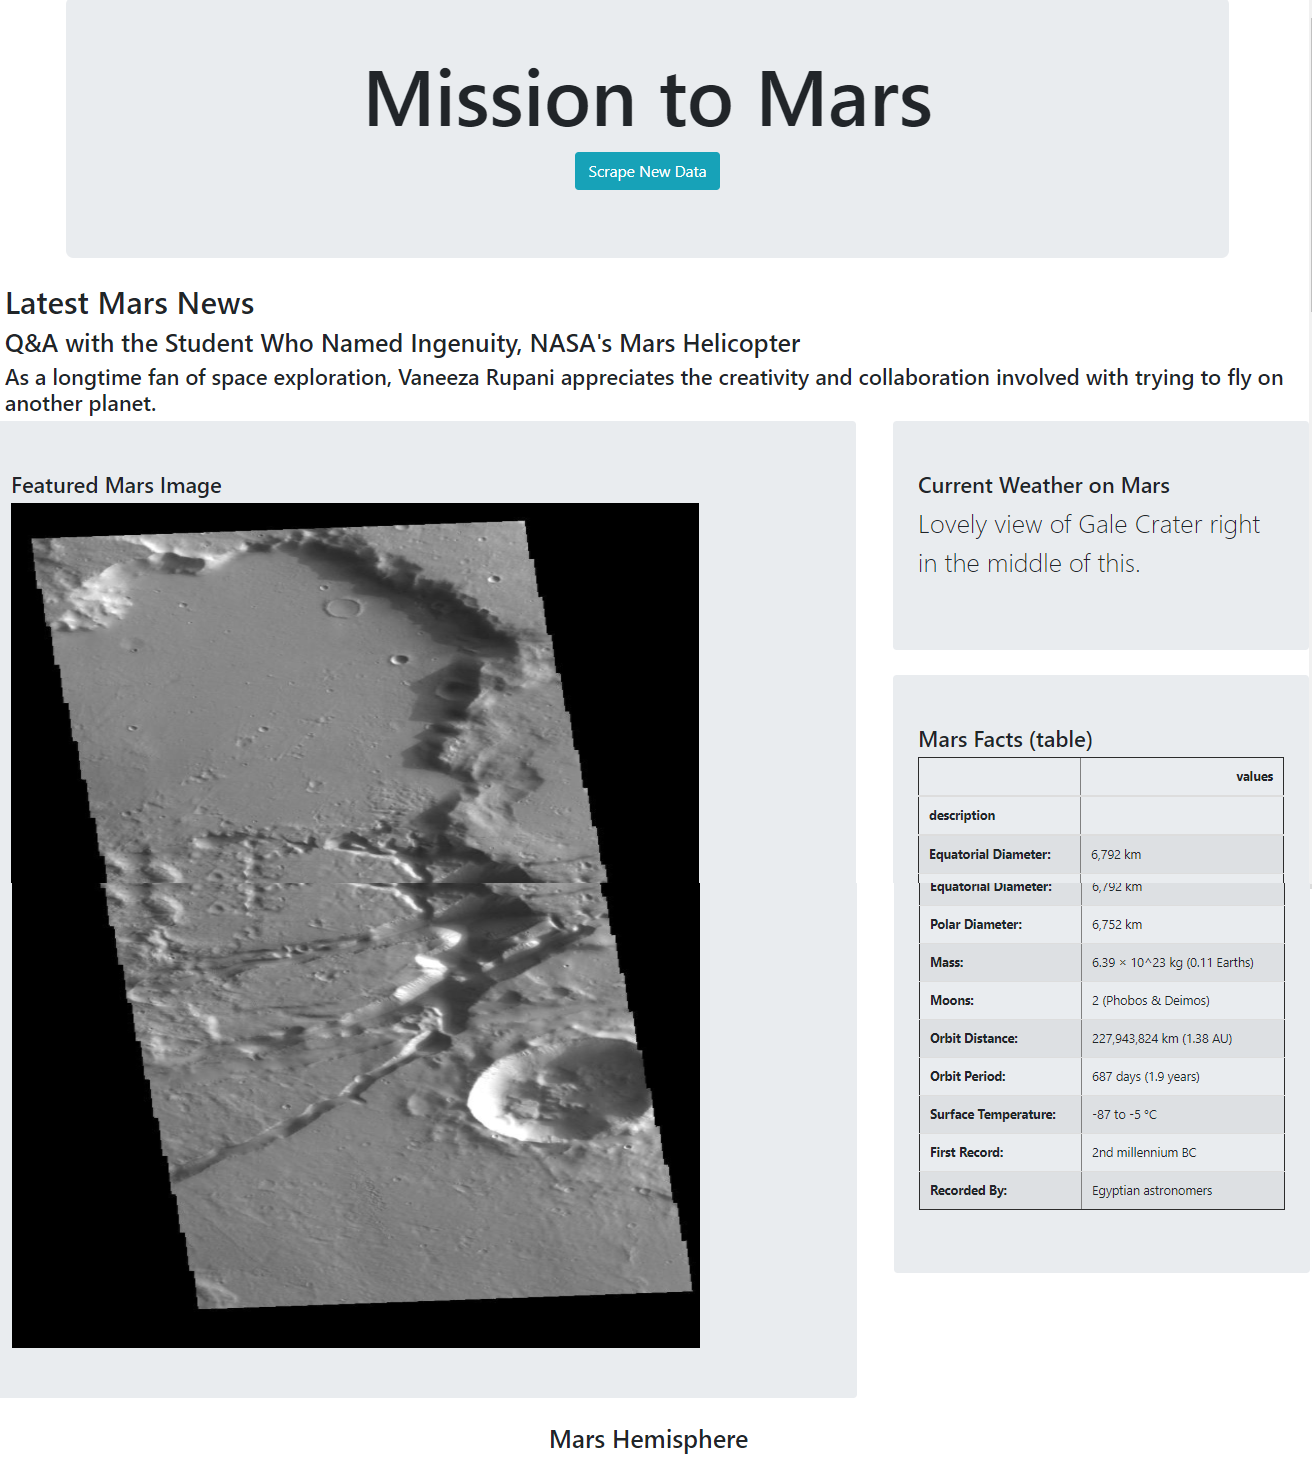 Mission to Mars
Scrape New Data
Latest Mars News
Q&A with the Student Who Named Ingenuity, NASA's Mars Helicopter
As a longtime fan of space exploration, Vaneeza Rupani appreciates the creativity and collaboration involved with trying to fly on
another planet.
Featured Mars Image
Current Weather on Mars
Lovely view of Gale Crater right
in the middle of this.
Mars Facts (table)
values
description
Equatorial Diameter: 6,792 km
Equatorial Diameter: 6,792 km
Polar Diameter: 6,752 km
Mass: 6.39 × 10^23 kg (0.11 Earths)
Moons: 2 (Phobos & Deimos)
Orbit Distance: 227,943,824 km (1.38 AU)
Orbit Period: 687 days (1.9 years)
Surface Temperature: -87 to -5 °C
First Record: 2nd millennium BC
Recorded By: Egyptian astronomers
Mars Hemisphere